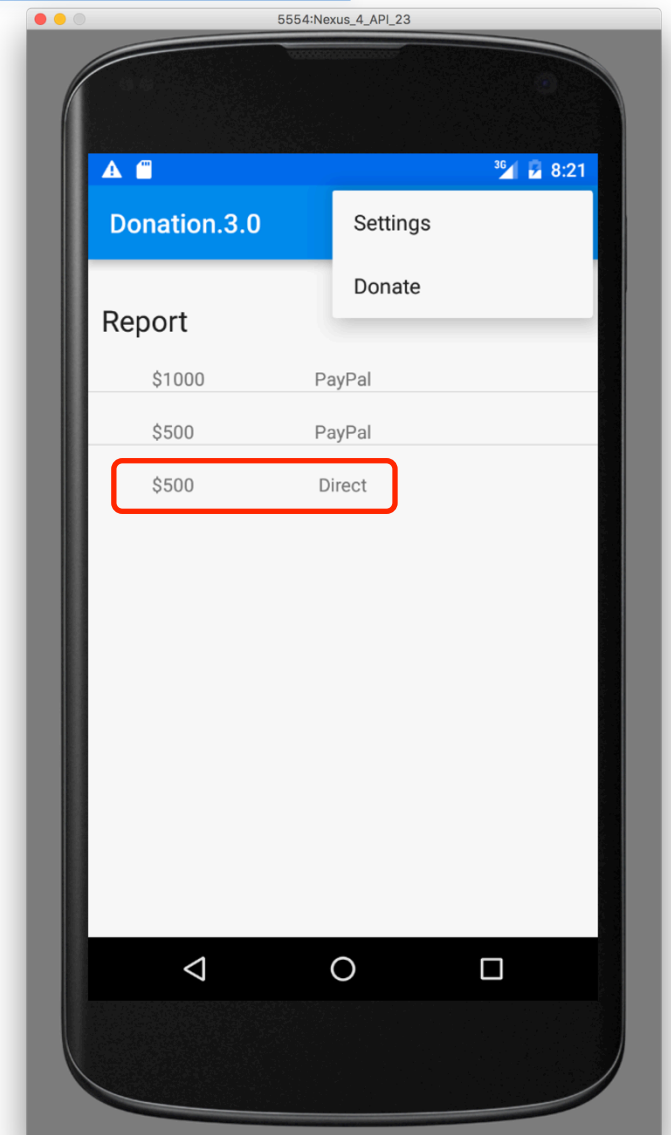 5554:Nexus_4_API_23
3G 8:21
Donation.3.0
Settings
Donate
Report
$1000 PayPal
$500 PayPal
$500 Direct